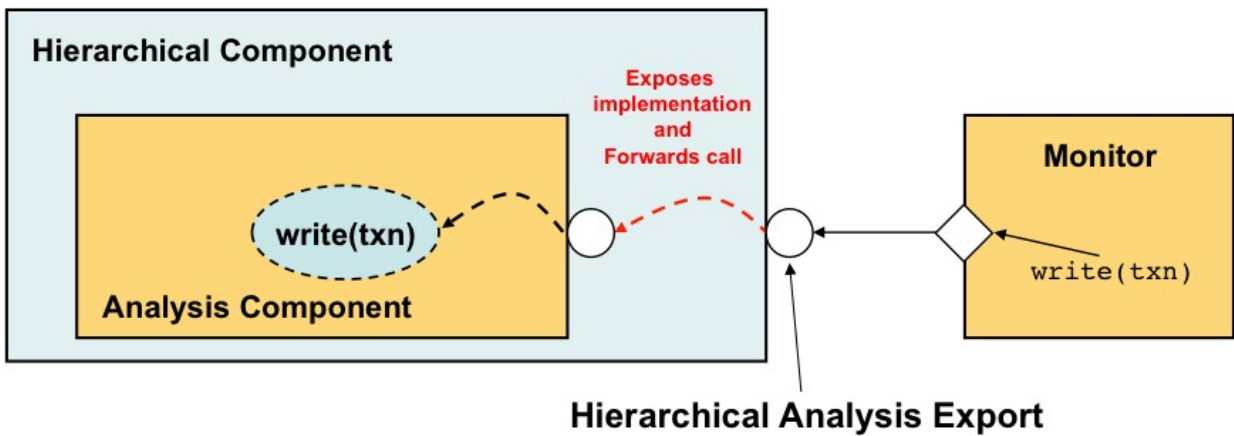 Hierarchical Component
Exposes
implementation
and
Forwards call
Monitor
write(txn)
write(txn)
Analysis Component
Hierarchical Analysis Export